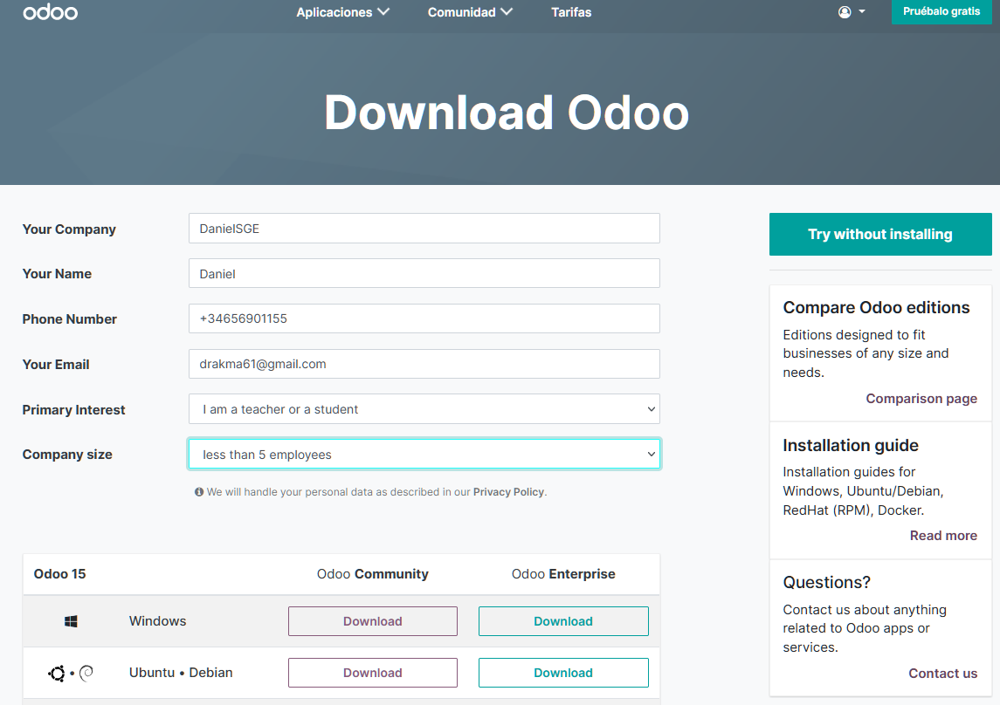 odoo
Aplicaciones
Comunidad
Tarifas
Pruébalo gratis
Download Odoo
Your Company
DanielSGE
Your Name
Daniel
Phone Number
+34656901155
Your Email
drakma61@gmail.com
Primary Interest
I am a teacher or a student
Company size
less than 5 employees
We will handle your personal data as described in our Privacy Policy.
Odoo 15
Odoo Community
Odoo Enterprise
Windows
Download
Download
Ubuntu • Debian
Download
Download
Try without installing
Compare Odoo editions
Editions designed to fit
businesses of any size and
needs.
Comparison page
Installation guide
Installation guides for
Windows, Ubuntu/Debian,
RedHat (RPM), Docker.
Read more
Questions?
Contact us about anything
related to Odoo apps or
services.
Contact us